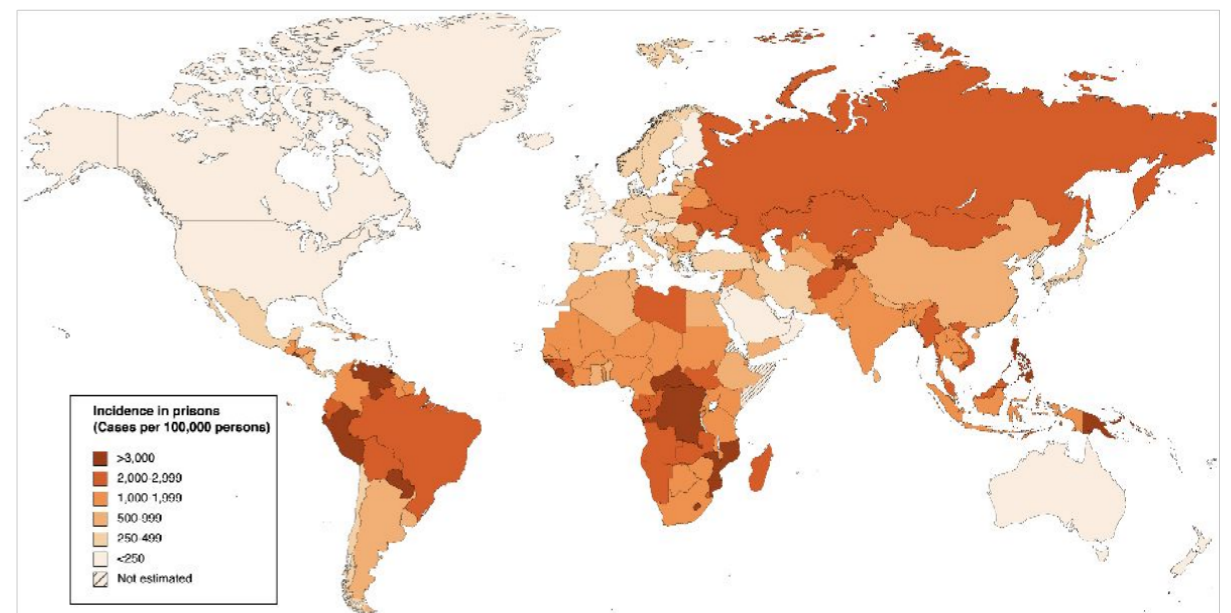 Incidence in prisons
(Cases per 100,000 persons)
>3,000
2,000-2,999
1,000-1,999
500-999
250-499
<250
Not estimated